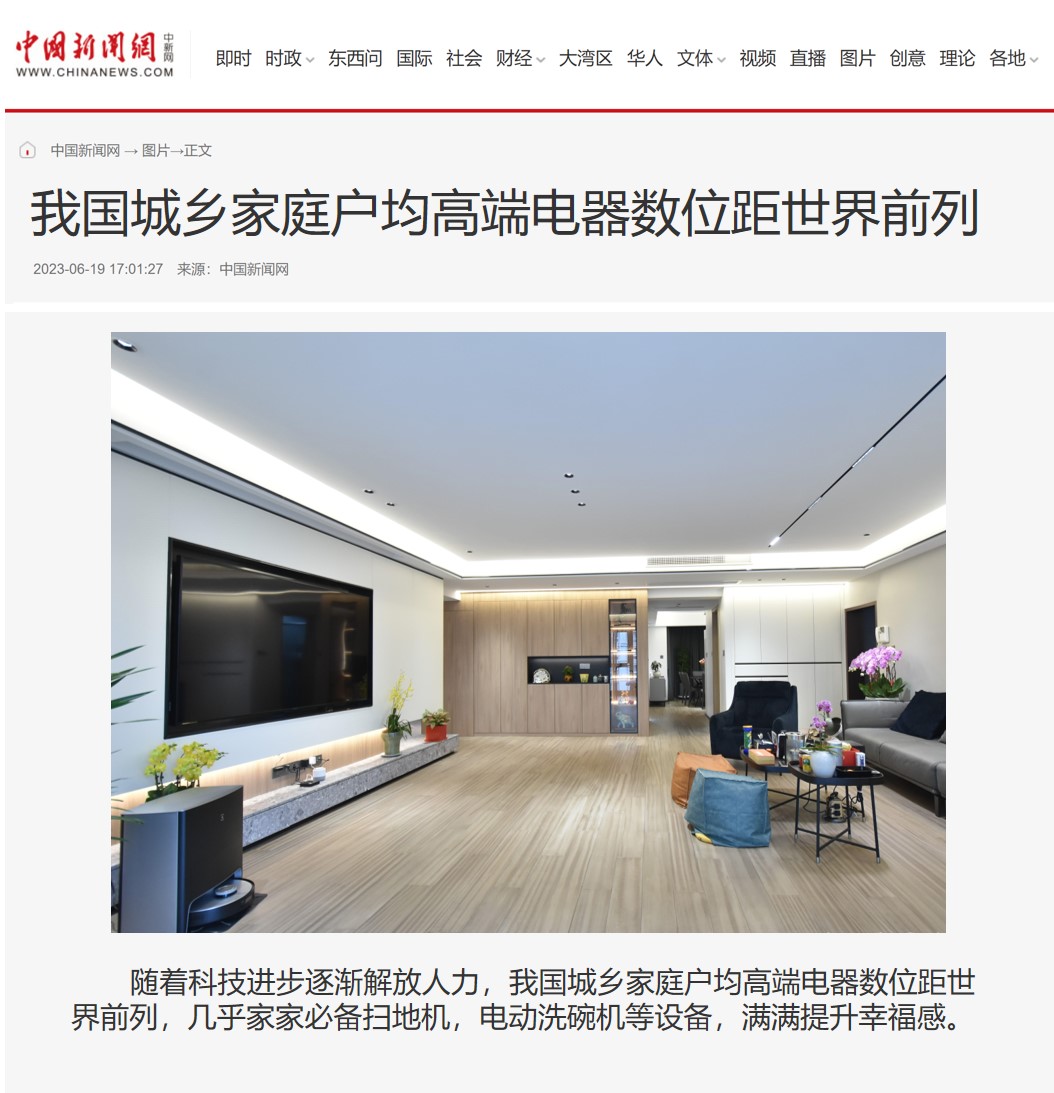 中國新聞網 中新网
WWW.CHINANEWS.COM
即时 时政 东西问 国际 社会 财经 大湾区 华人 文体 视频 直播 图片 创意 理论 各地
中国新闻网 → 图片→正文
我国城乡家庭户均高端电器数位距世界前列
2023-06-19 17:01:27 来源：中国新闻网
随着科技进步逐渐解放人力，我国城乡家庭户均高端电器数位距世
界前列，几乎家家必备扫地机，电动洗碗机等设备，满满提升幸福感。